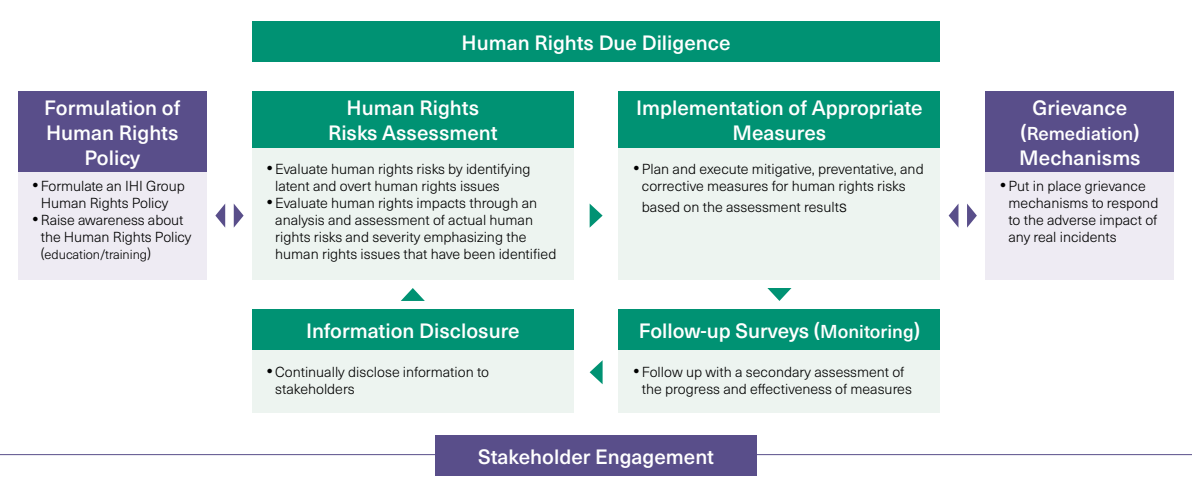 Human Rights Due Diligence
Formulation of
Human Rights
Policy
• Formulate an IHI Group
Human Rights Policy
• Raise awareness about
the Human Rights Policy
(education/training)
Human Rights
Risks Assessment
• Evaluate human rights risks by identifying
latent and overt human rights issues
• Evaluate human rights impacts through an
analysis and assessment of actual human
rights risks and severity emphasizing the
human rights issues that have been identified
Implementation of Appropriate
Measures
• Plan and execute mitigative, preventative, and
corrective measures for human rights risks
based on the assessment results
Grievance
(Remediation)
Mechanisms
• Put in place grievance
mechanisms to respond
to the adverse impact of
any real incidents
Information Disclosure
• Continually disclose information to
stakeholders
Follow-up Surveys (Monitoring)
• Follow up with a secondary assessment of
the progress and effectiveness of measures
Stakeholder Engagement